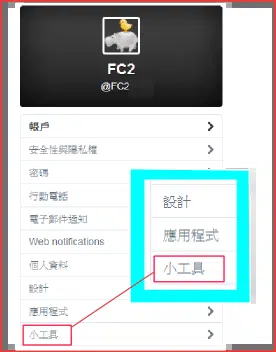 FC2
@FC2
帳戶
安全性與隱私權
密碼
行動電話
電子郵件通知
Web notifications
個人資料
設計
應用程式
小工具
設計
應用程式
小工具